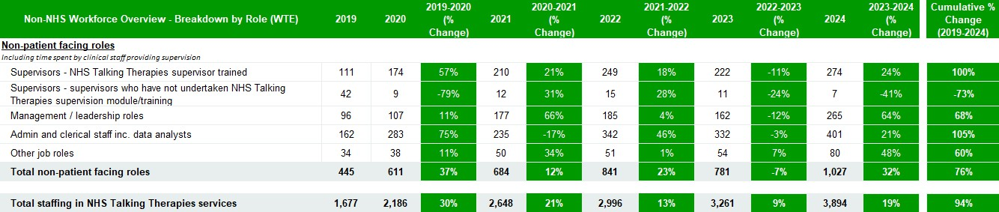 Non-NHS Workforce Overview - Breakdown by Role (WTE) 2019 2020 2019-2020 (% Change) 2021 2020-2021 (% Change) 2022 2021-2022 (% Change) 2023 2022-2023 (% Change) 2024 2023-2024 (% Change) Cumulative % Change (2019-2024)
Non-patient facing roles
Including time spent by clinical staff providing supervision
Supervisors - NHS Talking Therapies supervisor trained 111 174 57% 210 21% 249 18% 222 -11% 274 24% 100%
Supervisors - supervisors who have not undertaken NHS Talking
Therapies supervision module/training 42 9 -79% 12 31% 15 28% 11 -24% 7 -41% -73%
Management / leadership roles 96 107 11% 177 66% 185 4% 162 -12% 265 64% 68%
Admin and clerical staff inc. data analysts 162 283 75% 235 -17% 342 46% 332 -3% 401 21% 105%
Other job roles 34 38 11% 50 34% 51 1% 54 7% 80 48% 60%
Total non-patient facing roles 445 611 37% 684 12% 841 23% 781 -7% 1,027 32% 76%
Total staffing in NHS Talking Therapies services 1,677 2,186 30% 2,648 21% 2,996 13% 3,261 9% 3,894 19% 94%